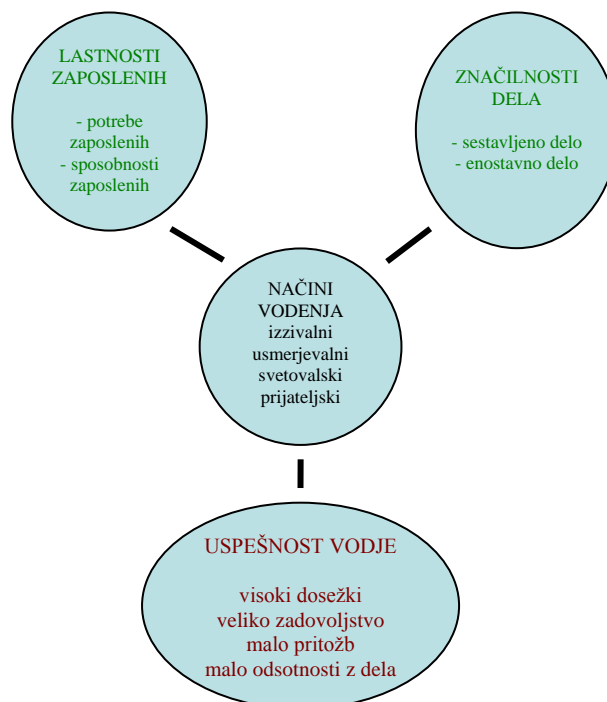 LASTNOSTI
ZAPOSLENIH
- potrebe
zaposlenih
- sposobnosti
zaposlenih
ZNAČILNOSTI
DELA
- sestavljeno delo
- enostavno delo
NAČINI
VODENJA
izzivalni
usmerjevalni
svetovalski
prijateljski
USPEŠNOST VODJE
visoki dosežki
veliko zadovoljstvo
malo pritožb
malo odsotnosti z dela